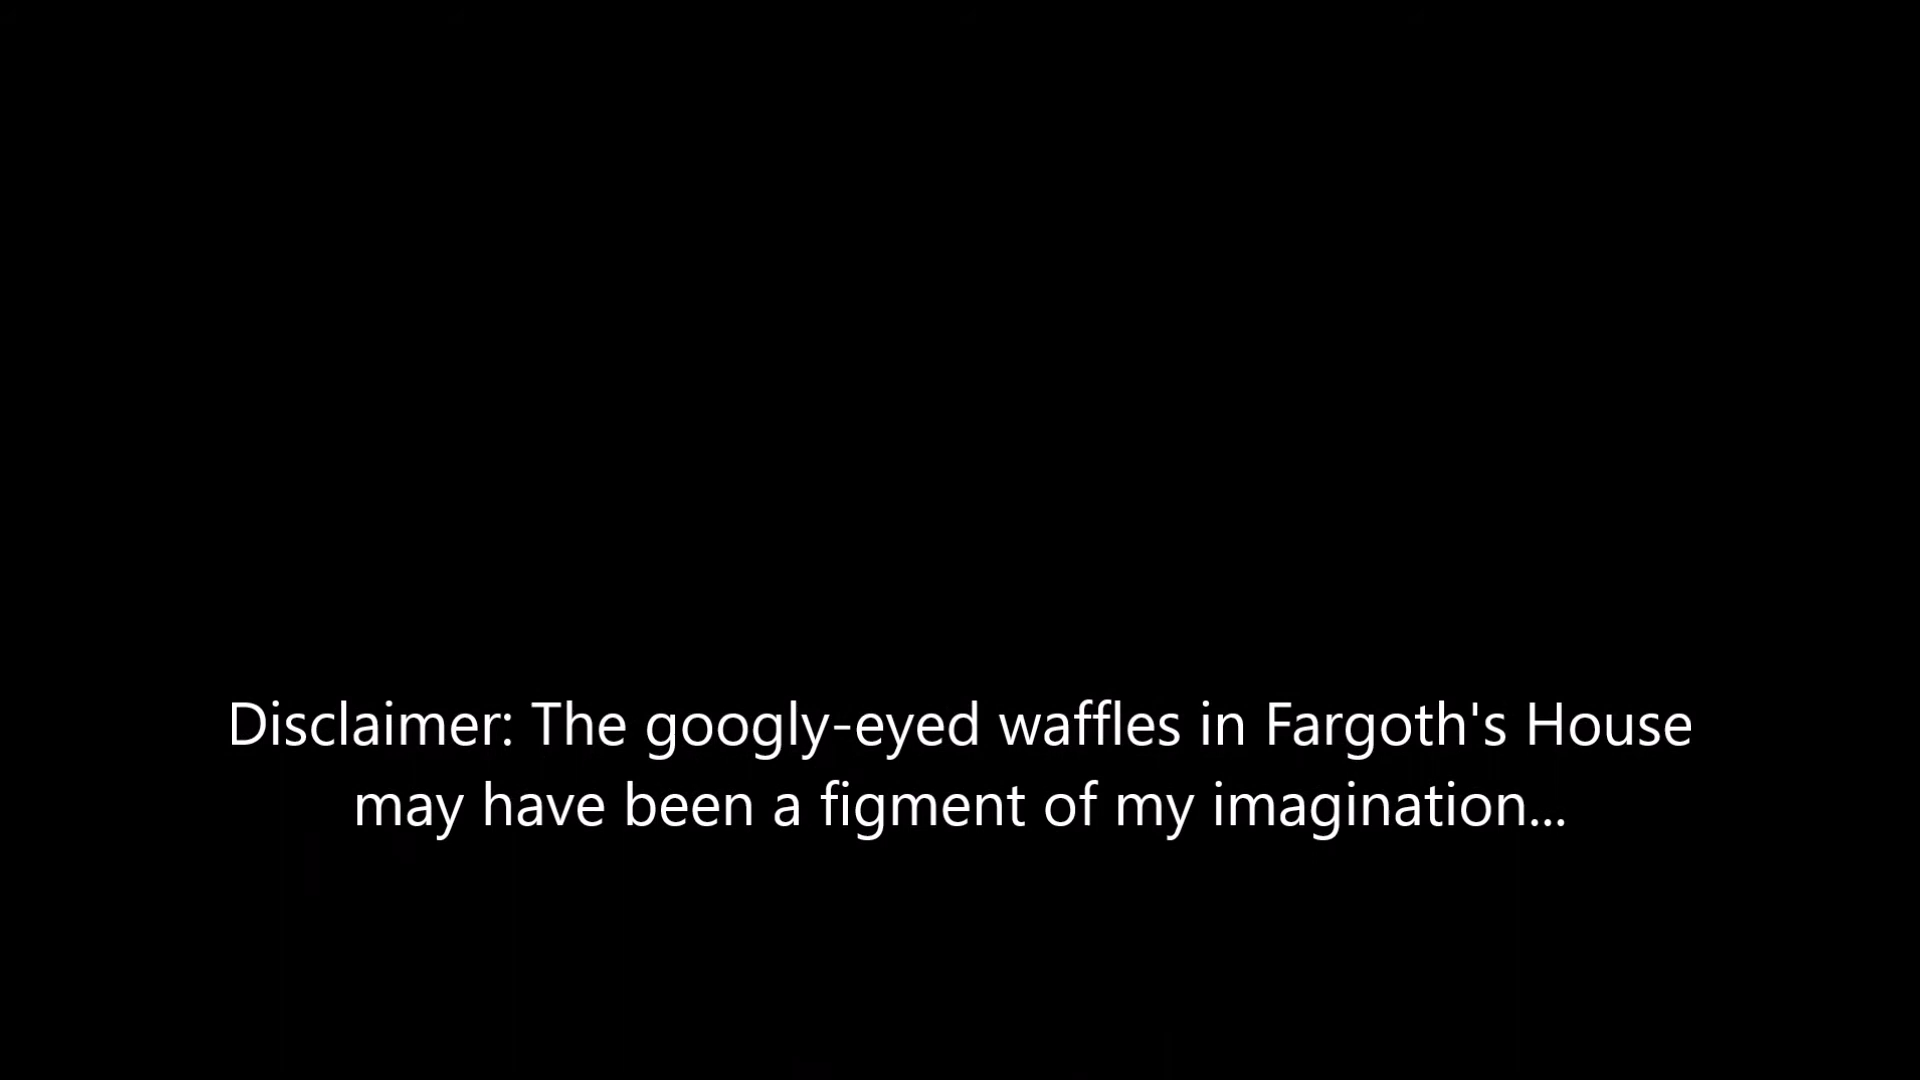 Disclaimer: The googly-eyed waffles in Fargoth's House
may have been a figment of my imagination...